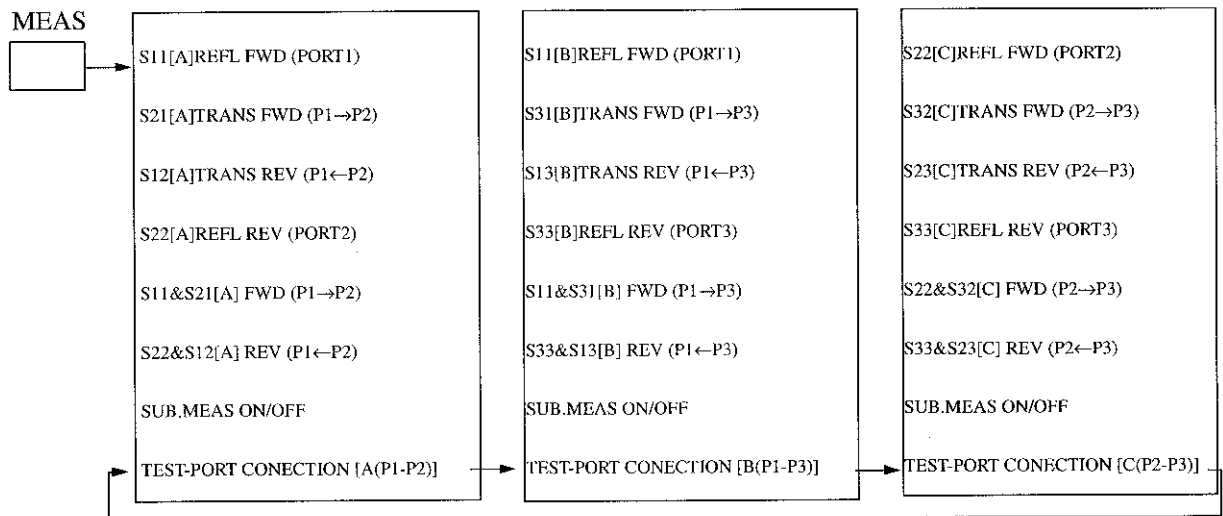 MEAS
S11[A]REFL FWD (PORT1)
S21[A]TRANS FWD (P1→P2)
S12[A]TRANS REV (P1←P2)
S22[A]REFL REV (PORT2)
S11&S21[A] FWD (P1→P2)
S22&S12[A] REV (P1←P2)
SUB.MEAS ON/OFF
TEST-PORT CONECTION [A(P1-P2)]
S11[B]REFL FWD (PORT1)
S31[B]TRANS FWD (P1→P3)
S13[B]TRANS REV (P1←P3)
S33[B]REFL REV (PORT3)
S11&S31[B] FWD (P1→P3)
S33&S13[B] REV (P1←P3)
SUB.MEAS ON/OFF
TEST-PORT CONECTION [B(P1-P3)]
S22[C]REFL FWD (PORT2)
S32[C]TRANS FWD (P2→P3)
S23[C]TRANS REV (P2←P3)
S33[C]REFL REV (PORT3)
S22&S32[C] FWD (P2→P3)
S33&S23[C] REV (P2←P3)
SUB.MEAS ON/OFF
TEST-PORT CONECTION [C(P2-P3)]